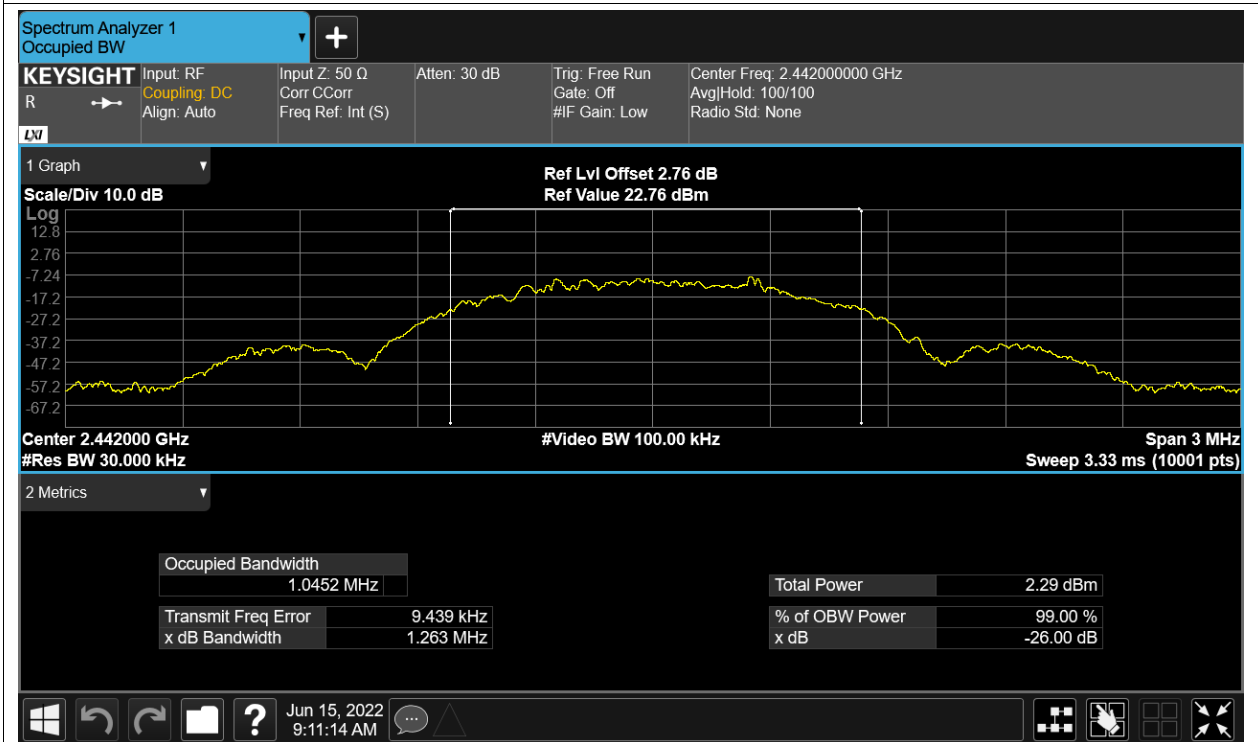 Spectrum Analyzer 1
Occupied BW
KEYSIGHT
R
LXI
Input: RF
Coupling: DC
Align: Auto
Input Z: 50 Ω
Corr CCorr
Freq Ref: Int (S)
Atten: 30 dB
Trig: Free Run
Gate: Off
#IF Gain: Low
Center Freq: 2.442000000 GHz
Avg|Hold: 100/100
Radio Std: None
1 Graph
Scale/Div 10.0 dB
Ref Lvl Offset 2.76 dB
Ref Value 22.76 dBm
Log
12.8
2.76
-7.24
-17.2
-27.2
-37.2
-47.2
-57.2
-67.2
Center 2.442000 GHz
#Res BW 30.000 kHz
#Video BW 100.00 kHz
Span 3 MHz
Sweep 3.33 ms (10001 pts)
2 Metrics
Occupied Bandwidth
1.0452 MHz
Transmit Freq Error 9.439 kHz
x dB Bandwidth 1.263 MHz
Total Power 2.29 dBm
% of OBW Power 99.00 %
x dB -26.00 dB
?
Jun 15, 2022
9:11:14 AM